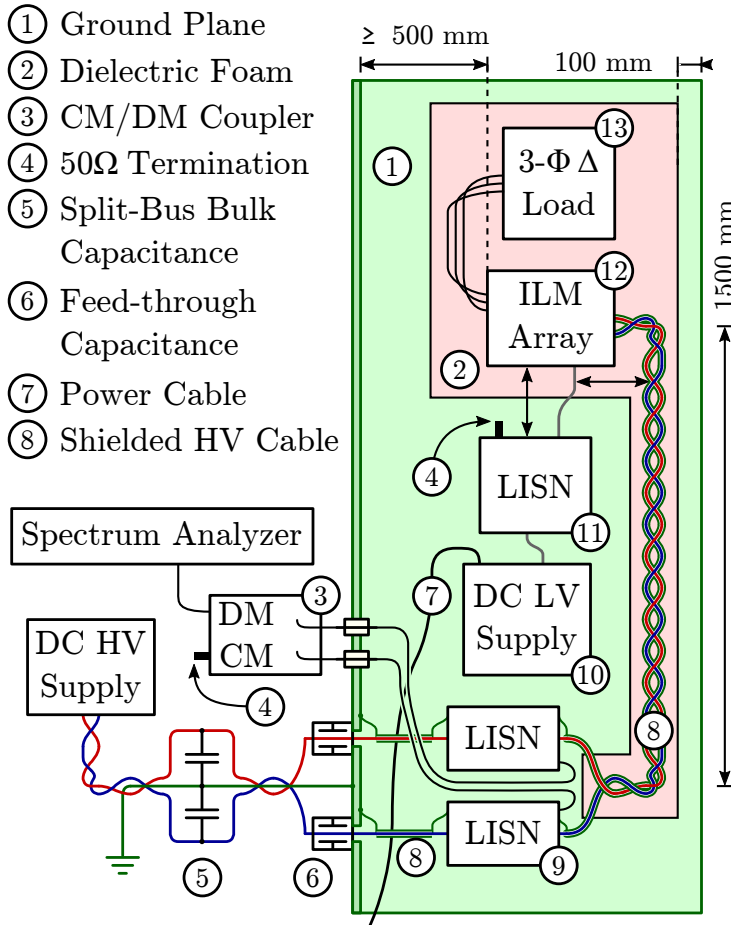 1 Ground Plane
2 Dielectric Foam
3 CM/DM Coupler
4 50Ω Termination
5 Split-Bus Bulk
Capacitance
6 Feed-through
Capacitance
7 Power Cable
8 Shielded HV Cable
≥ 500 mm
100 mm
1
13
3-Φ Δ
Load
12
ILM
Array
1500 mm
2
4
LISN
11
Spectrum Analyzer
3
DM
CM
7
DC LV
Supply
10
DC HV
Supply
4
8
LISN
LISN
5
6
8
9